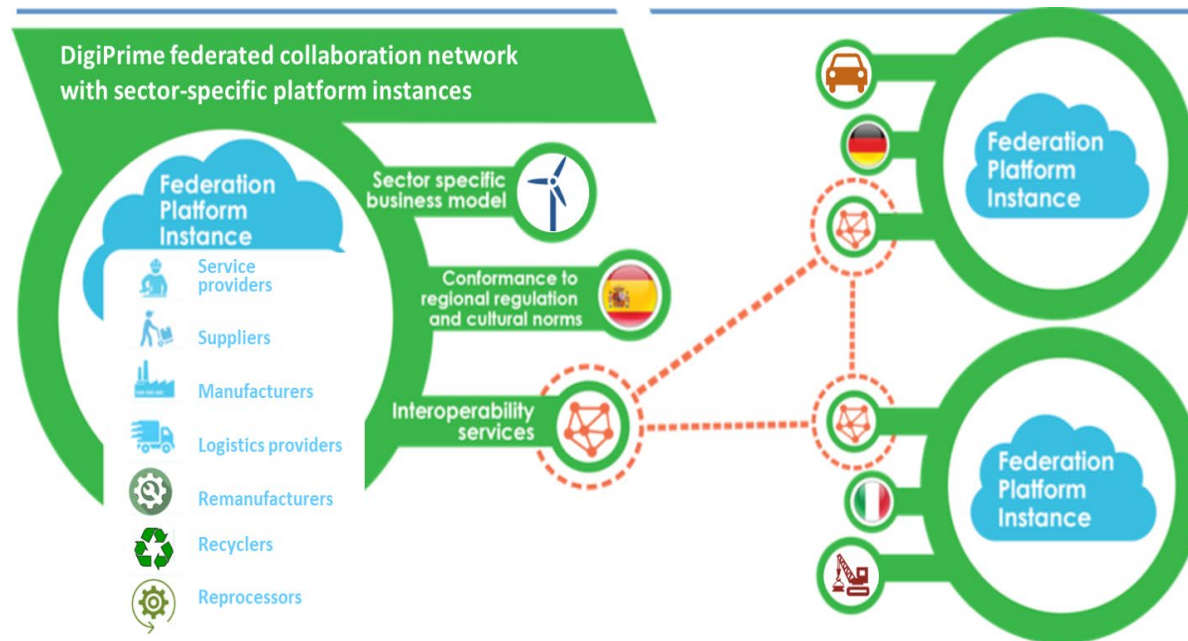 DigiPrime federated collaboration network
with sector-specific platform instances
Federation
Platform
Instance
Service
providers
Suppliers
Manufacturers
Logistics providers
Remanufacturers
Recyclers
Reprocessors
Sector specific
business model
Conformance to
regional regulation
and cultural norms
Interoperability
services
Federation
Platform
Instance
Federation
Platform
Instance